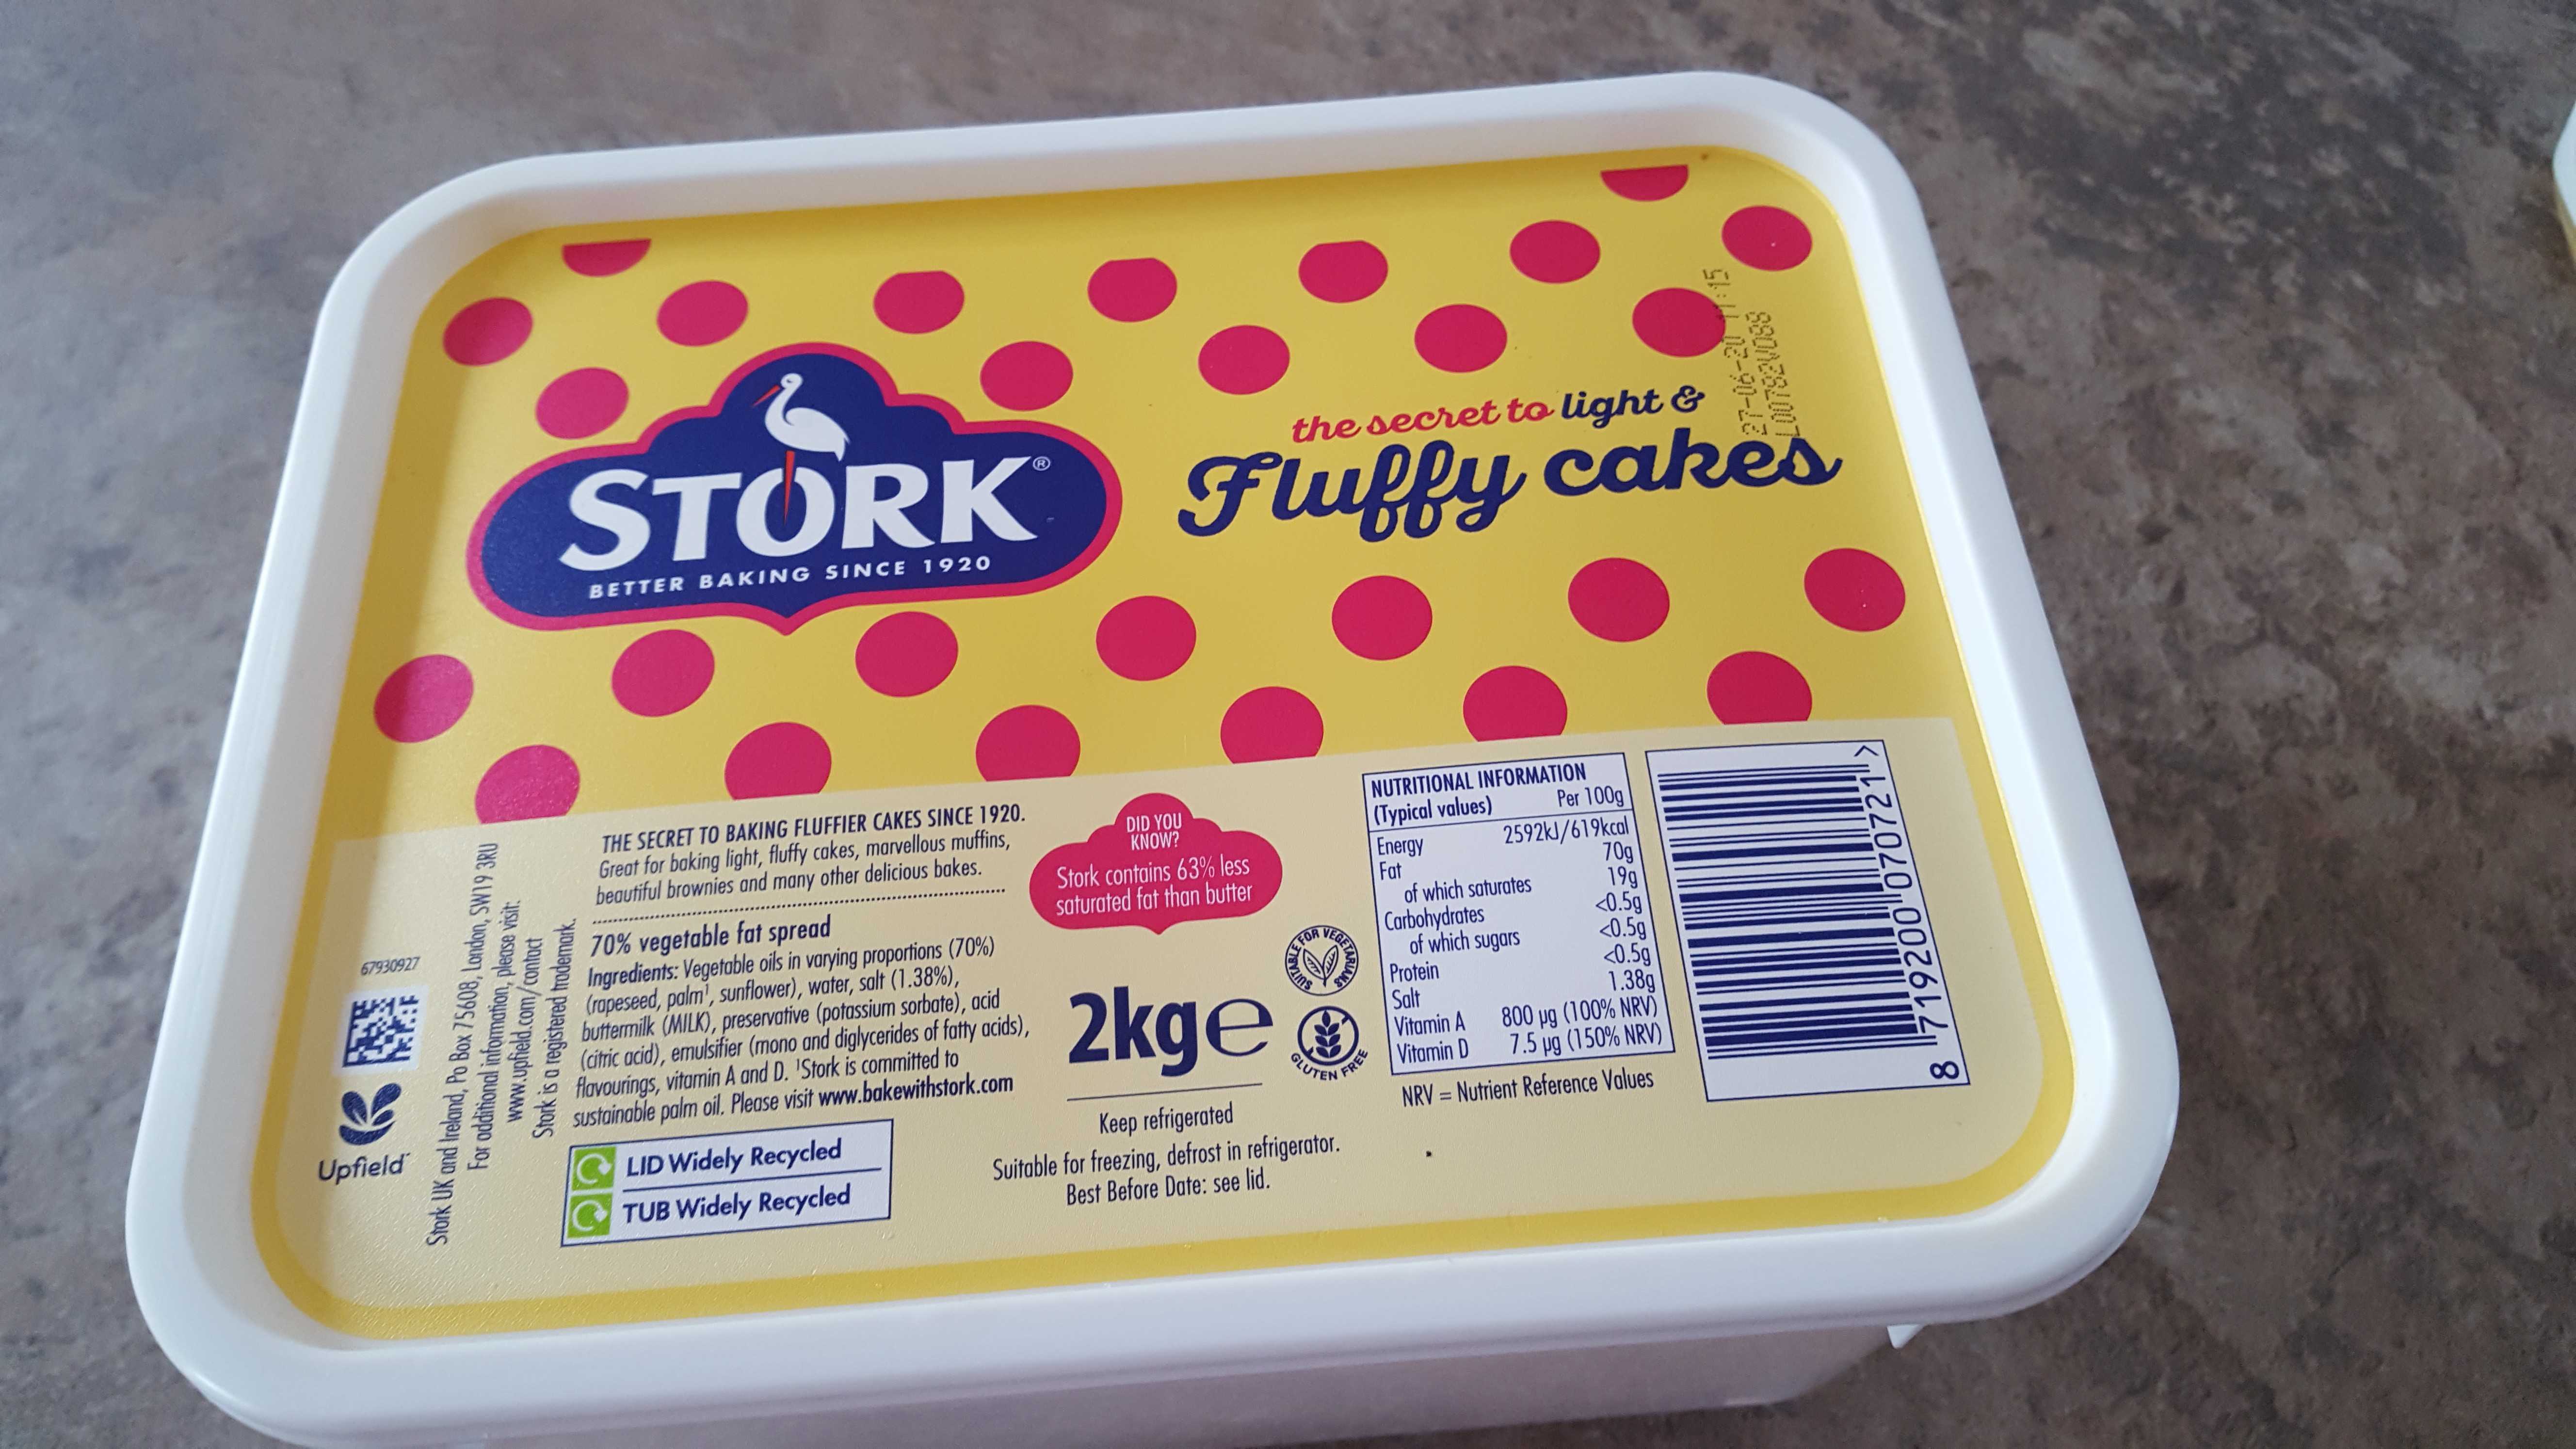 27-06-20 11:15
L00782V088
STORK®
BETTER BAKING SINCE 1920
the secret to light &
Fluffy cakes
67930927
Upfield
Stork UK and Ireland, Po Box 75608, London, SW19 3RU
For additional information, please visit:
www.upfield.com/contact
Stork is a registered trademark.
THE SECRET TO BAKING FLUFFIER CAKES SINCE 1920.
Great for baking light, fluffy cakes, marvellous muffins,
beautiful brownies and many other delicious bakes.
70% vegetable fat spread
Ingredients: Vegetable oils in varying proportions (70%)
(rapeseed, palm¹, sunflower), water, salt (1.38%),
buttermilk (MILK), preservative (potassium sorbate), acid
(citric acid), emulsifier (mono and diglycerides of fatty acids),
flavourings, vitamin A and D. ¹Stork is committed to
sustainable palm oil. Please visit www.bakewithstork.com
LID Widely Recycled
TUB Widely Recycled
DID YOU
KNOW?
Stork contains 63% less
saturated fat than butter
2kg℮
SUITABLE FOR VEGETARIANS
GLUTEN FREE
Keep refrigerated
Suitable for freezing, defrost in refrigerator.
Best Before Date: see lid.
NUTRITIONAL INFORMATION
(Typical values) Per 100g
Energy 2592kJ/619kcal
Fat 70g
of which saturates 19g
Carbohydrates <0.5g
of which sugars <0.5g
Protein <0.5g
Salt 1.38g
Vitamin A 800 µg (100% NRV)
Vitamin D 7.5 µg (150% NRV)
NRV = Nutrient Reference Values
8 719200 070721 >